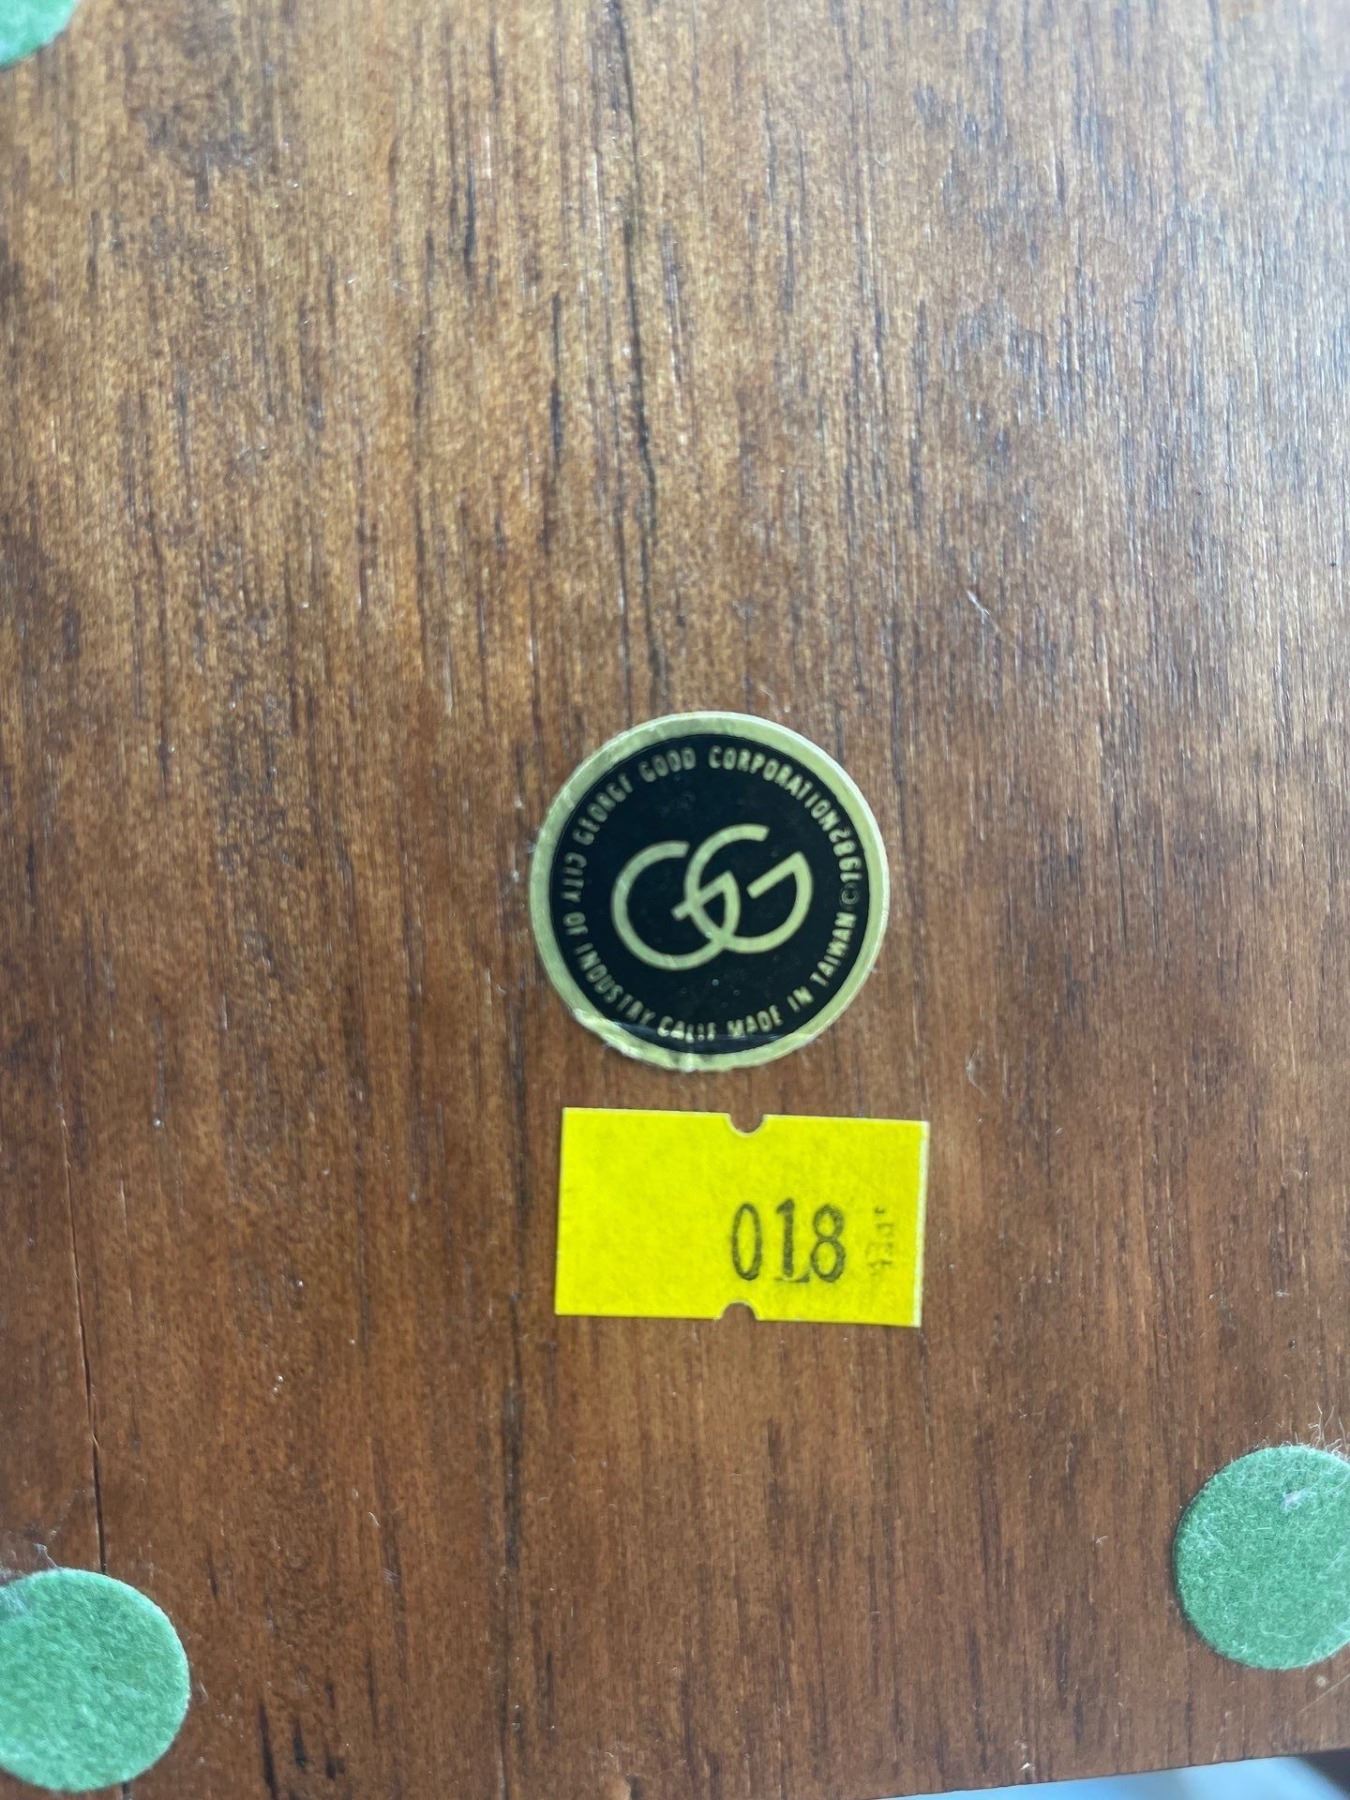 GEORGE GOOD CORPORATION
©1982
CITY OF INDUSTRY CALIF MADE IN TAIWAN
GG
018